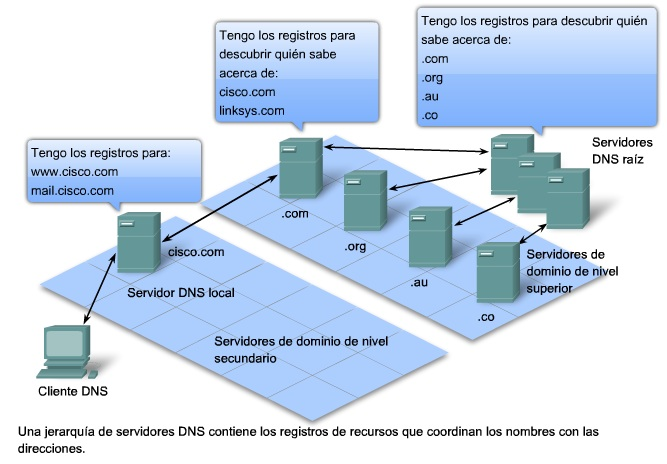 Tengo los registros para descubrir quién
sabe acerca de:
.com
.org
.au
.co
Tengo los registros para
descubrir quién sabe
acerca de:
cisco.com
linksys.com
Tengo los registros para:
www.cisco.com
mail.cisco.com
Servidores
DNS raíz
.com
.org
.au
.co
Servidores de
dominio de nivel
superior
cisco.com
Servidor DNS local
Servidores de dominio de nivel
secundario
Cliente DNS
Una jerarquía de servidores DNS contiene los registros de recursos que coordinan los nombres con las
direcciones.